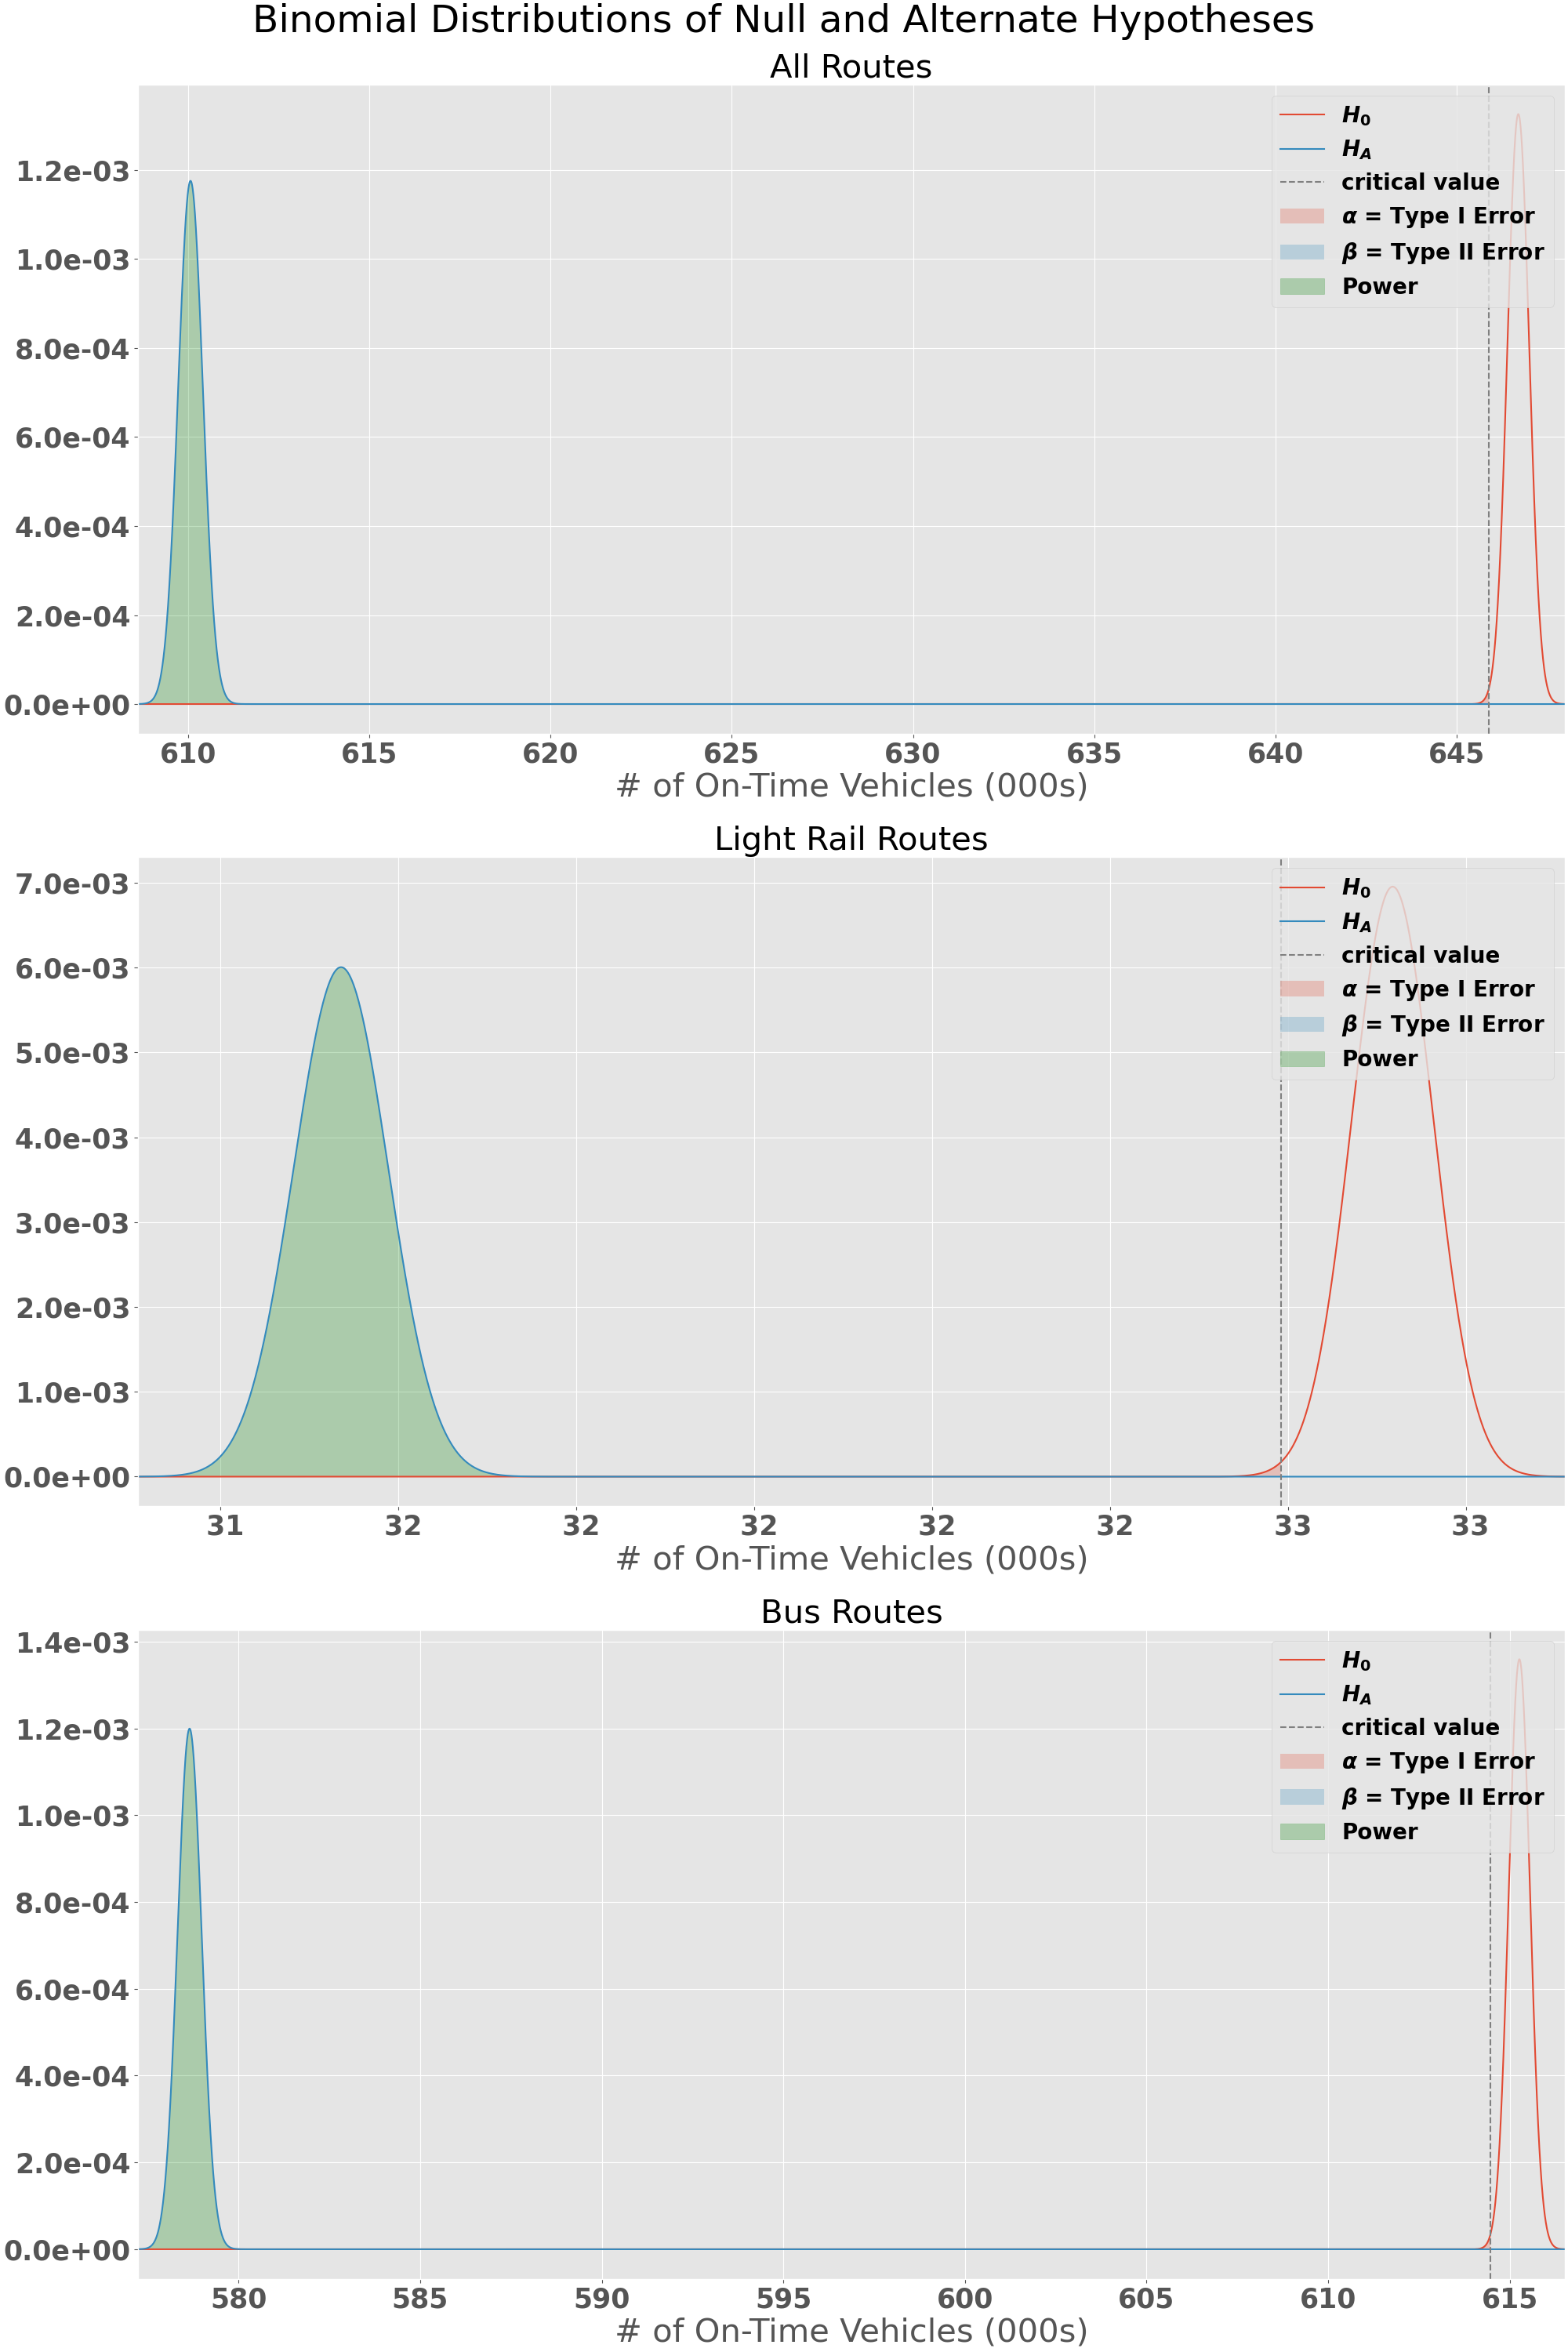 Binomial Distributions of Null and Alternate Hypotheses
All Routes
H₀
H_A
critical value
α = Type I Error
β = Type II Error
Power
1.2e-03
1.0e-03
8.0e-04
6.0e-04
4.0e-04
2.0e-04
0.0e+00
610 615 620 625 630 635 640 645
# of On-Time Vehicles (000s)
Light Rail Routes
H₀
H_A
critical value
α = Type I Error
β = Type II Error
Power
7.0e-03
6.0e-03
5.0e-03
4.0e-03
3.0e-03
2.0e-03
1.0e-03
0.0e+00
31 32 32 32 32 32 33 33
# of On-Time Vehicles (000s)
Bus Routes
H₀
H_A
critical value
α = Type I Error
β = Type II Error
Power
1.4e-03
1.2e-03
1.0e-03
8.0e-04
6.0e-04
4.0e-04
2.0e-04
0.0e+00
580 585 590 595 600 605 610 615
# of On-Time Vehicles (000s)